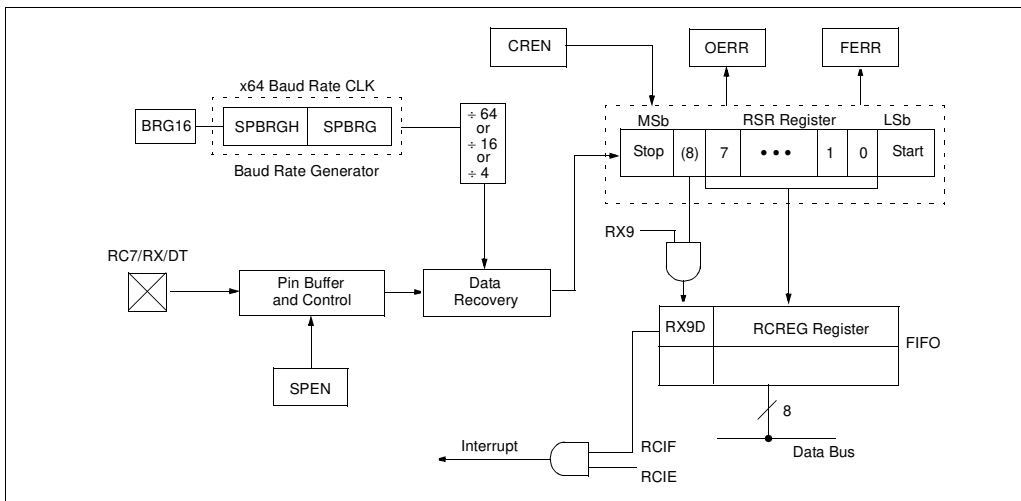 CREN
OERR
FERR
x64 Baud Rate CLK
BRG16
SPBRGH
SPBRG
Baud Rate Generator
÷ 64
or
÷ 16
or
÷ 4
MSb
RSR Register
LSb
Stop
(8)
7
• • •
1
0
Start
RX9
RC7/RX/DT
Pin Buffer
and Control
Data
Recovery
SPEN
RX9D
RCREG Register
FIFO
8
Data Bus
Interrupt
RCIF
RCIE